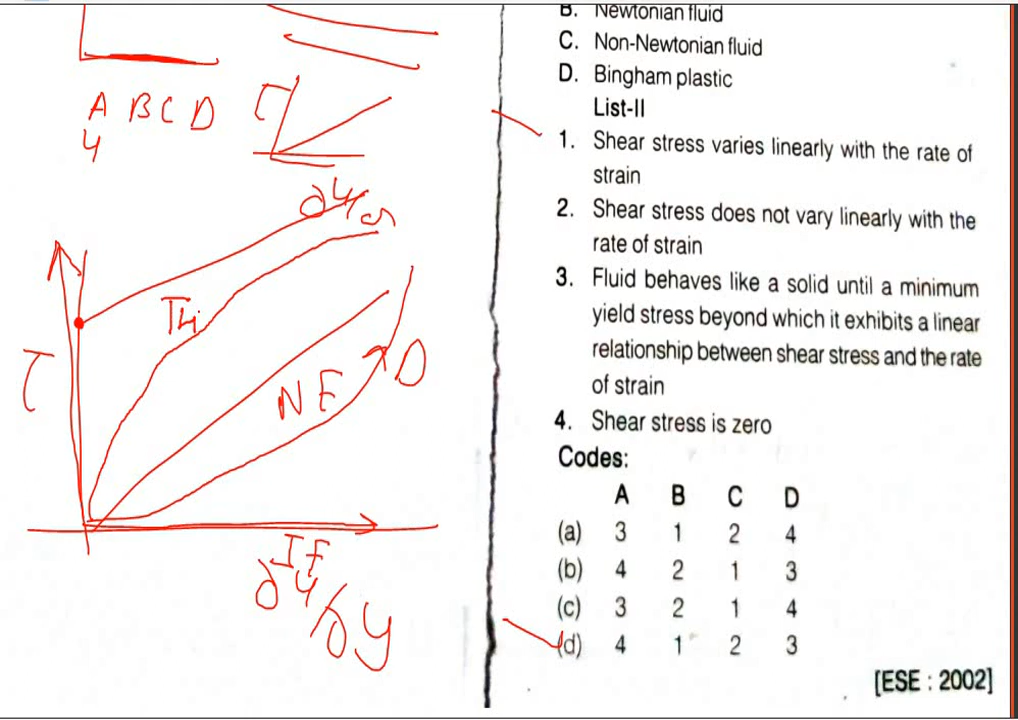 A B C D
4
τ
∂u/∂
Thi
τ
NF
D
IF
∂u/∂y
B. Newtonian fluid
C. Non-Newtonian fluid
D. Bingham plastic
List-II
1. Shear stress varies linearly with the rate of
strain
2. Shear stress does not vary linearly with the
rate of strain
3. Fluid behaves like a solid until a minimum
yield stress beyond which it exhibits a linear
relationship between shear stress and the rate
of strain
4. Shear stress is zero
Codes:
A B C D
(a) 3 1 2 4
(b) 4 2 1 3
(c) 3 2 1 4
(d) 4 1 2 3
[ESE : 2002]